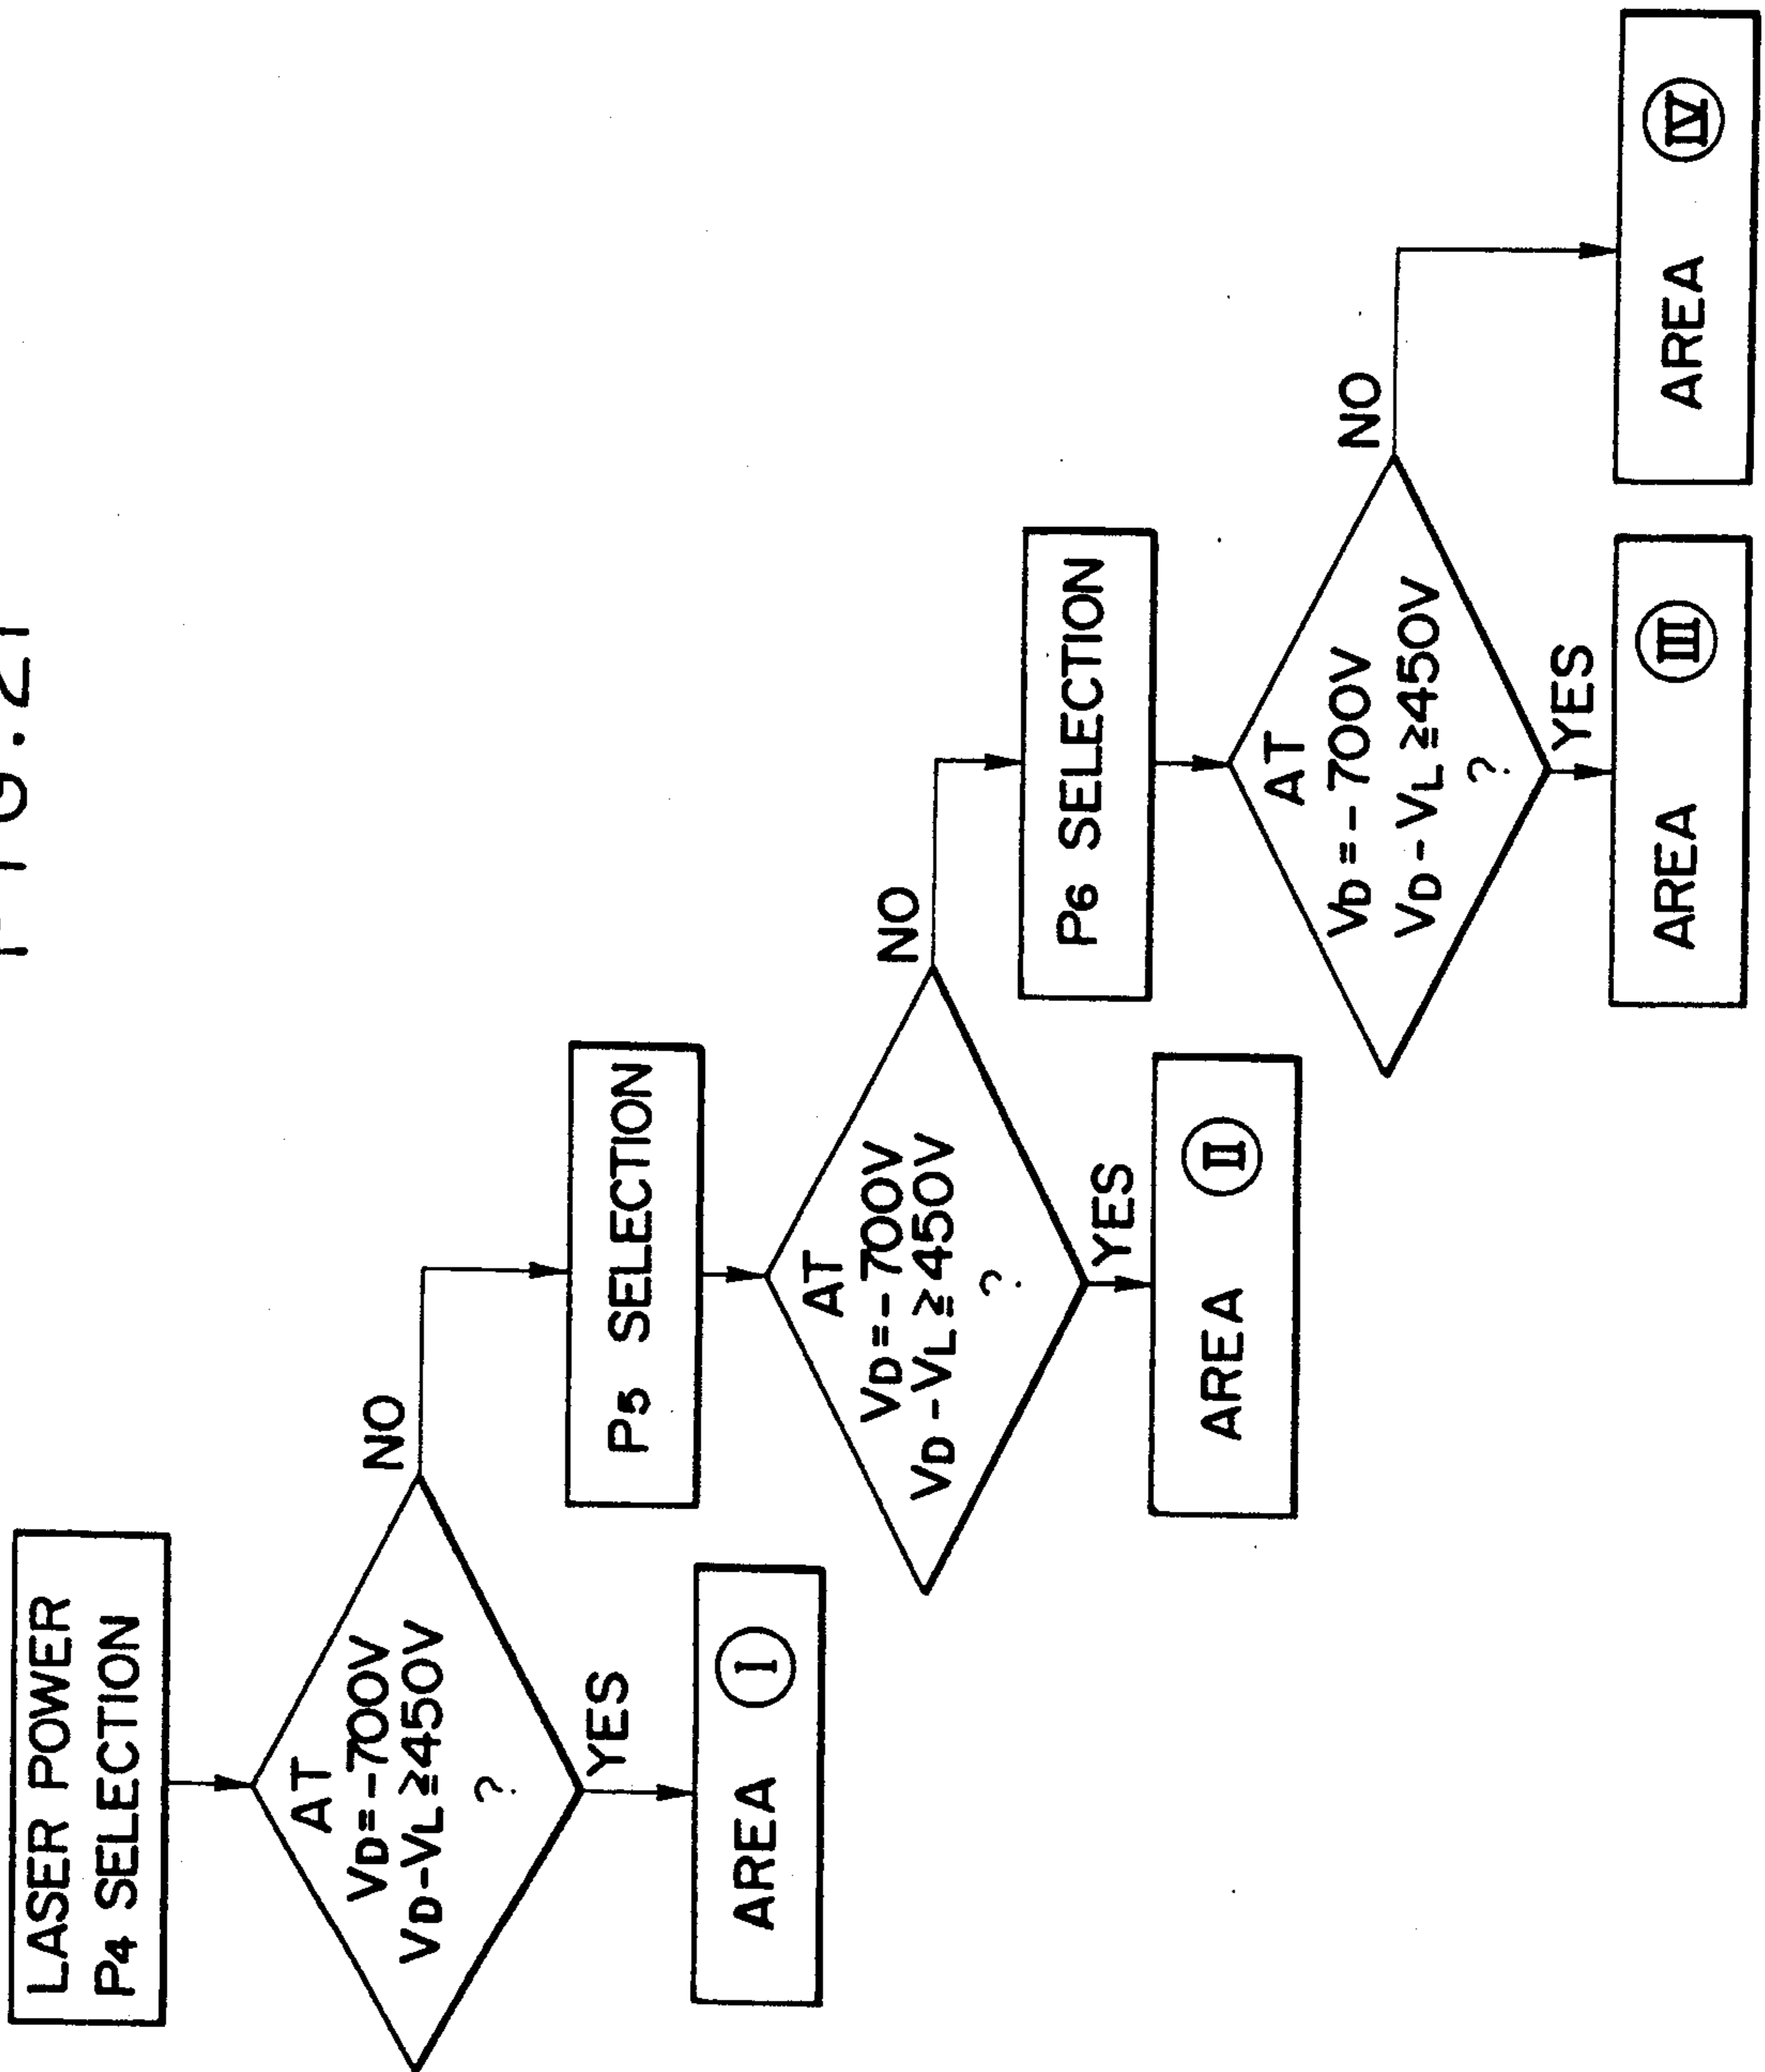 FIG. 21
LASER POWER
P4 SELECTION
AT
VD=-700V
VD-VL≧450V
?
NO
YES
AREA Ⅰ
P5 SELECTION
AT
VD=-700V
VD-VL≧450V
?
NO
YES
AREA Ⅱ
P6 SELECTION
AT
VD=-700V
VD-VL≧450V
?
NO
YES
AREA Ⅲ
AREA Ⅳ